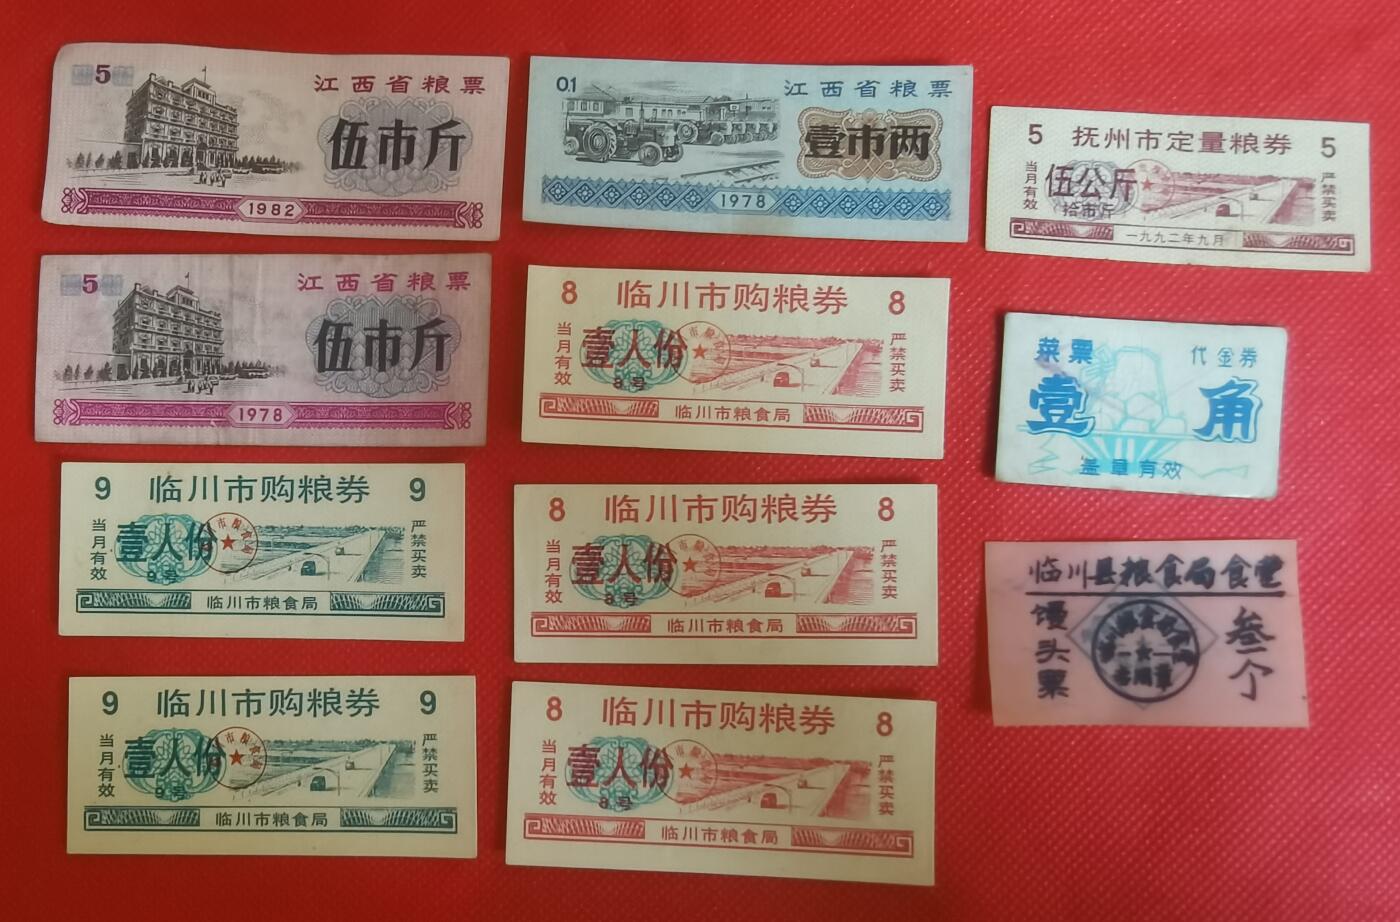 5
江西省粮票
伍市斤
1982
5
江西省粮票
伍市斤
1978
9 临川市购粮券 9
当月有效
壹人份
9号
严禁买卖
临川市粮食局
9 临川市购粮券 9
当月有效
壹人份
9号
严禁买卖
临川市粮食局
0.1
江西省粮票
壹市两
1978
8 临川市购粮券 8
当月有效
壹人份
8号
严禁买卖
临川市粮食局
8 临川市购粮券 8
当月有效
壹人份
8号
严禁买卖
临川市粮食局
8 临川市购粮券 8
当月有效
壹人份
8号
严禁买卖
临川市粮食局
5 抚州市定量粮券 5
当月有效
伍公斤
拾市斤
严禁买卖
一九九二年九月
菜票 代金券
壹角
盖章有效
临川县粮食局食堂
馒头票
叁个